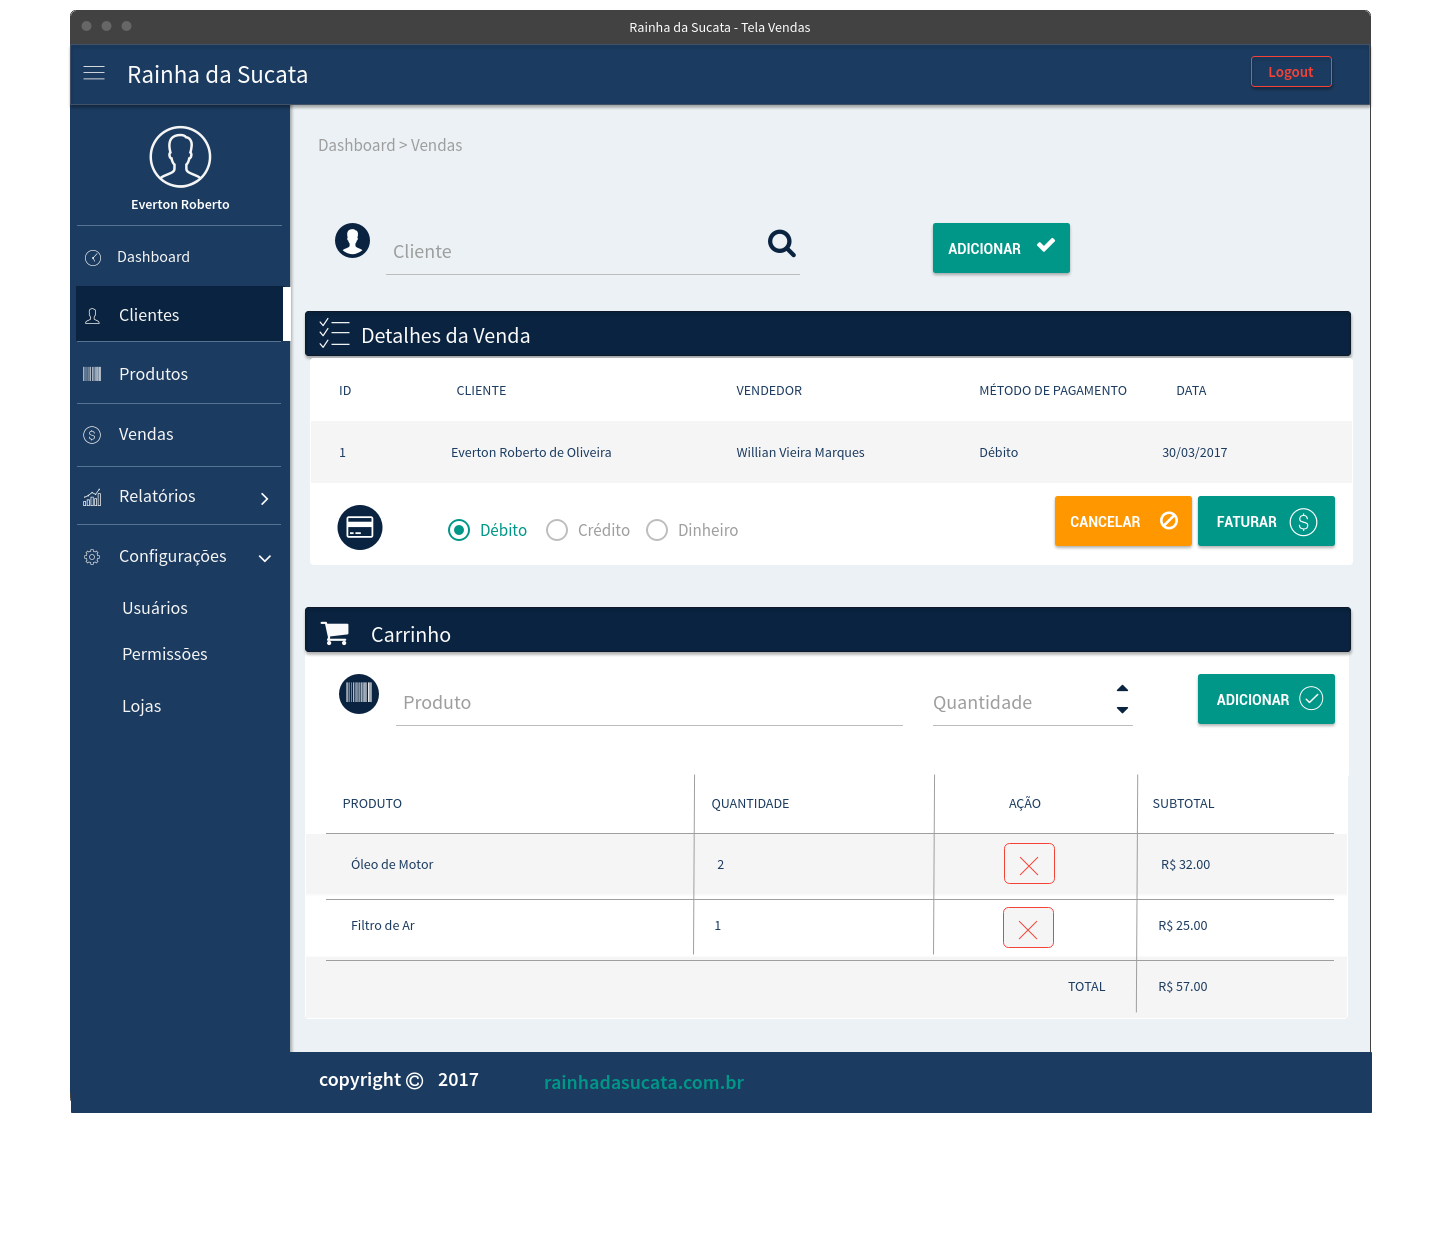 Rainha da Sucata - Tela Vendas
Rainha da Sucata
Logout
Everton Roberto
Dashboard
Clientes
Produtos
Vendas
Relatórios
Configurações
Usuários
Permissões
Lojas
Dashboard > Vendas
Cliente
ADICIONAR
Detalhes da Venda
ID CLIENTE VENDEDOR MÉTODO DE PAGAMENTO DATA
1 Everton Roberto de Oliveira Willian Vieira Marques Débito 30/03/2017
Débito Crédito Dinheiro
CANCELAR FATURAR
Carrinho
Produto Quantidade ADICIONAR
PRODUTO QUANTIDADE AÇÃO SUBTOTAL
Óleo de Motor 2 R$ 32.00
Filtro de Ar 1 R$ 25.00
TOTAL R$ 57.00
copyright © 2017 rainhadasucata.com.br